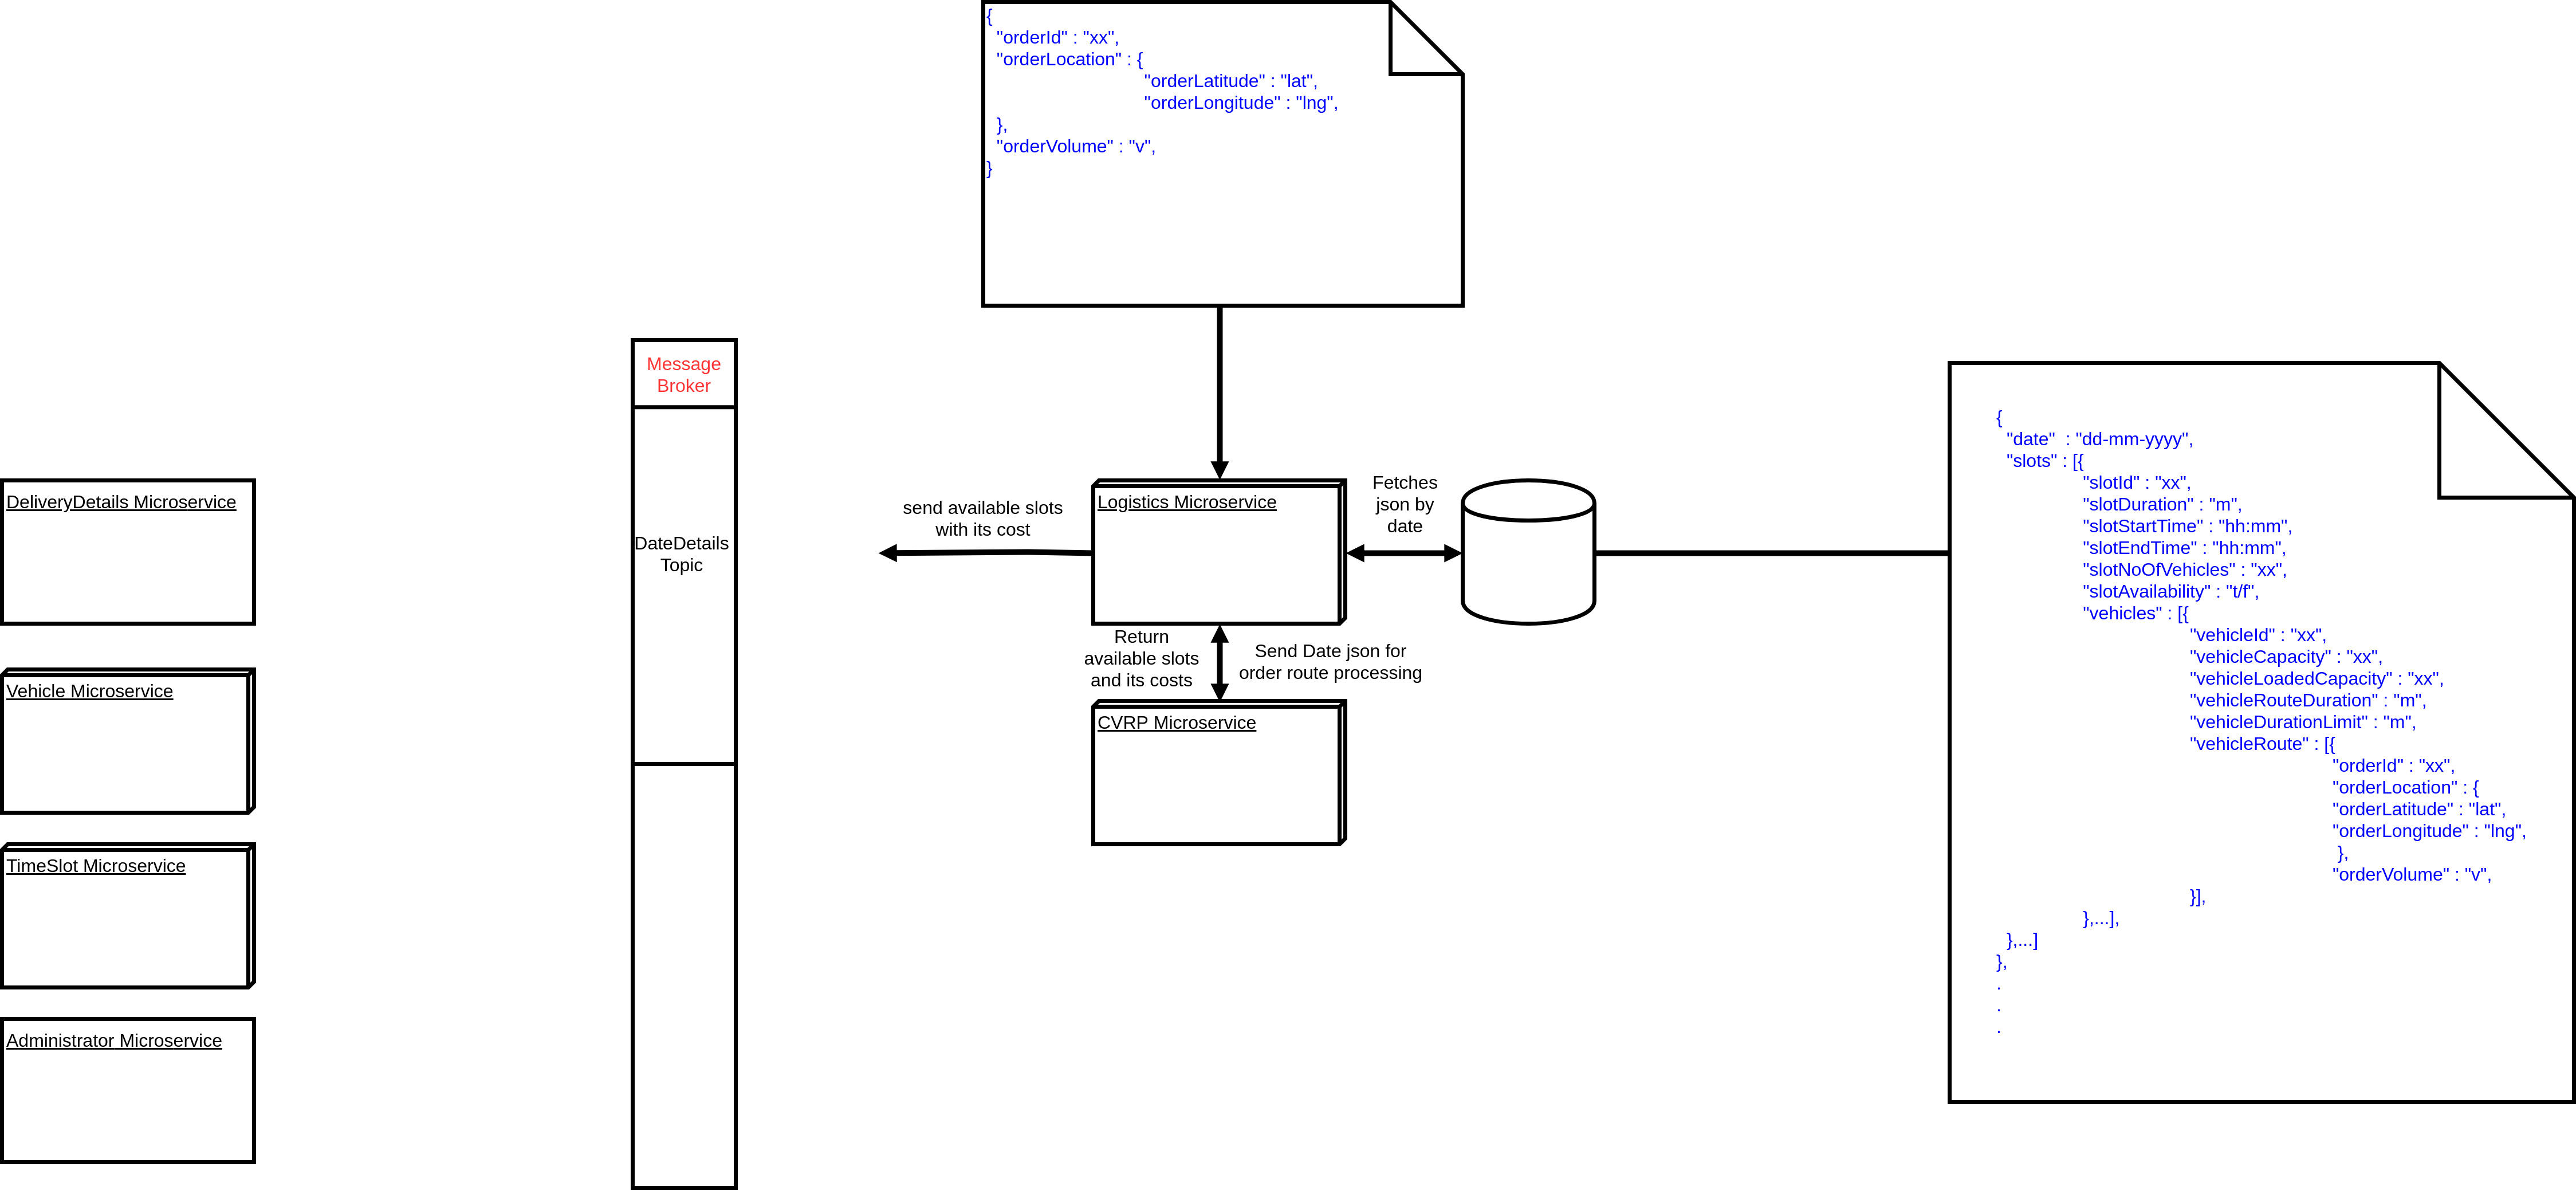 {
"orderId" : "xx",
"orderLocation" : {
"orderLatitude" : "lat",
"orderLongitude" : "lng",
},
"orderVolume" : "v",
}
Message
Broker
DateDetails
Topic
DeliveryDetails Microservice
Vehicle Microservice
TimeSlot Microservice
Administrator Microservice
send available slots
with its cost
Logistics Microservice
Fetches
json by
date
Return
available slots
and its costs
Send Date json for
order route processing
CVRP Microservice
{
"date"  : "dd-mm-yyyy",
"slots" : [{
"slotId" : "xx",
"slotDuration" : "m",
"slotStartTime" : "hh:mm",
"slotEndTime" : "hh:mm",
"slotNoOfVehicles" : "xx",
"slotAvailability" : "t/f",
"vehicles" : [{
"vehicleId" : "xx",
"vehicleCapacity" : "xx",
"vehicleLoadedCapacity" : "xx",
"vehicleRouteDuration" : "m",
"vehicleDurationLimit" : "m",
"vehicleRoute" : [{
"orderId" : "xx",
"orderLocation" : {
"orderLatitude" : "lat",
"orderLongitude" : "lng",
},
"orderVolume" : "v",
}],
},...],
},...]
},
.
.
.